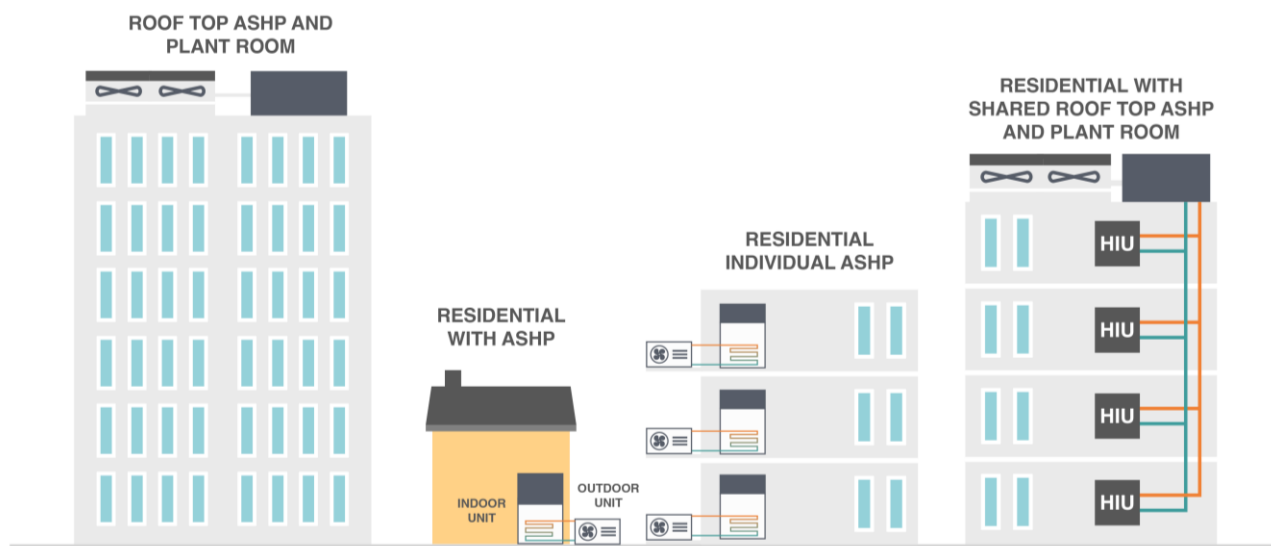 ROOF TOP ASHP AND
PLANT ROOM
RESIDENTIAL
WITH ASHP
INDOOR
UNIT
OUTDOOR
UNIT
RESIDENTIAL
INDIVIDUAL ASHP
RESIDENTIAL WITH
SHARED ROOF TOP ASHP
AND PLANT ROOM
HIU
HIU
HIU
HIU